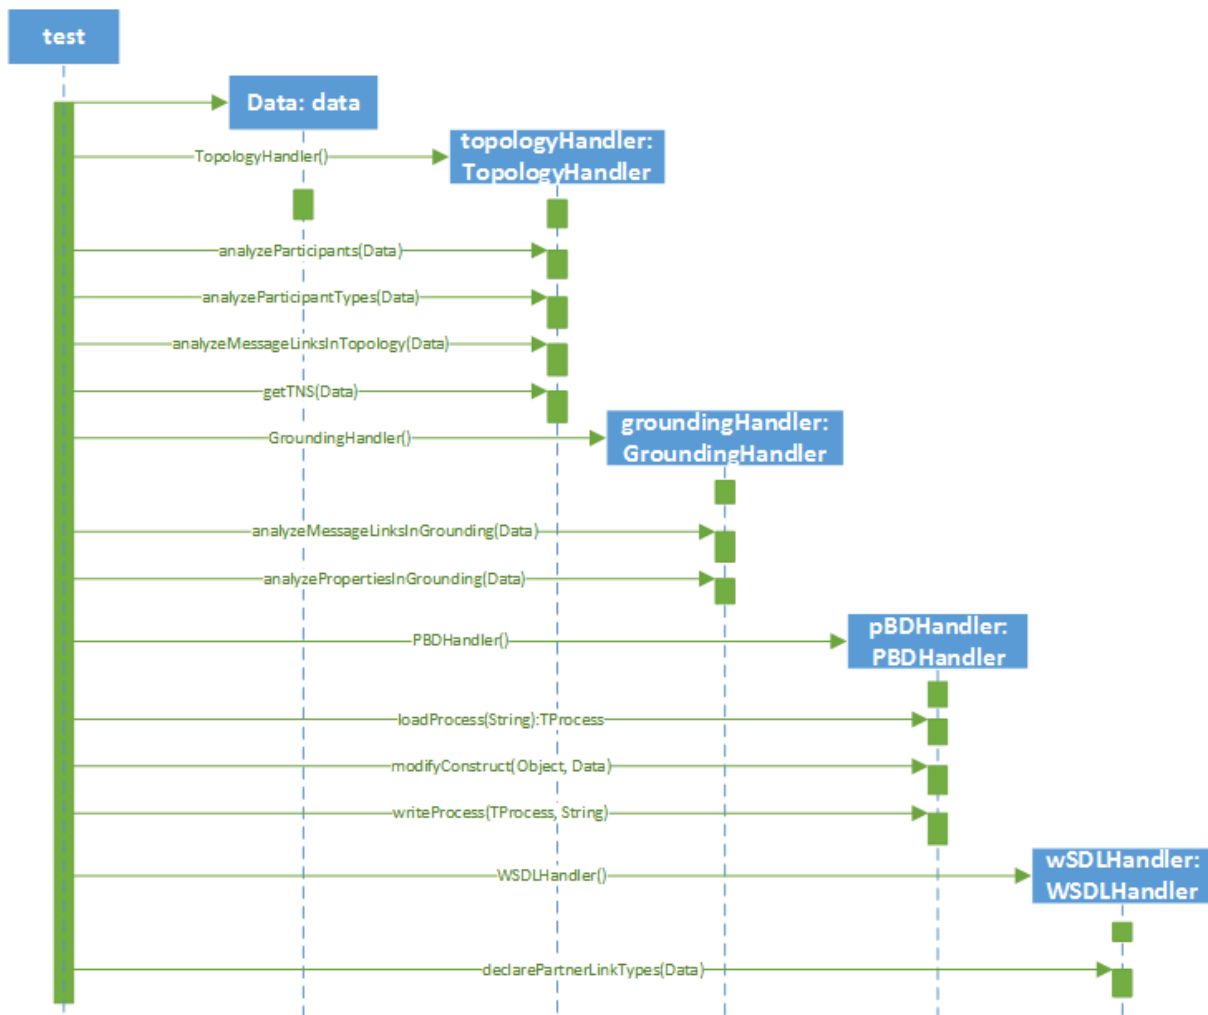 test
Data: data
topologyHandler:
TopologyHandler
TopologyHandler()
analyzeParticipants(Data)
analyzeParticipantTypes(Data)
analyzeMessageLinksInTopology(Data)
getTNS(Data)
groundingHandler:
GroundingHandler
GroundingHandler()
analyzeMessageLinksInGrounding(Data)
analyzePropertiesInGrounding(Data)
pBDHandler:
PBDHandler
PBDHandler()
loadProcess(String):TProcess
modifyConstruct(Object, Data)
writeProcess(TProcess, String)
wSDLHandler:
WSDLHandler
WSDLHandler()
declarePartnerLinkTypes(Data)